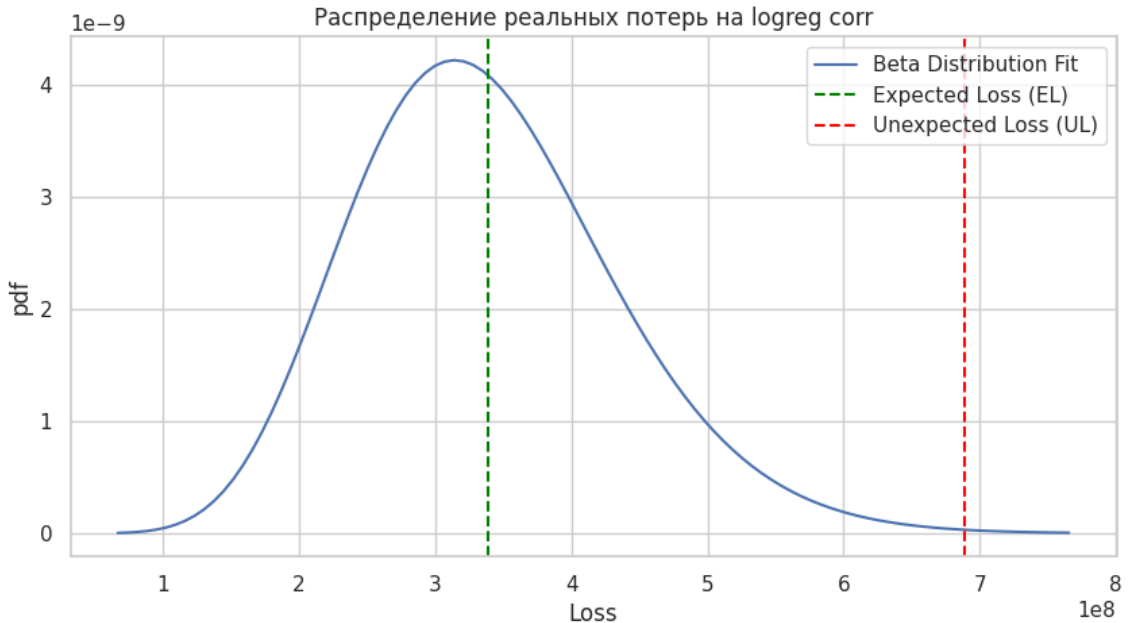 Распределение реальных потерь на logreg corr
1e−9
Beta Distribution Fit
Expected Loss (EL)
Unexpected Loss (UL)
4
3
2
1
0
pdf
1
2
3
4
5
6
7
8
Loss
1e8